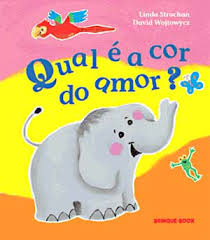 Linda Strachan
David Wojtowycz
Qual é a cor
do amor?
BRINQUE-BOOK